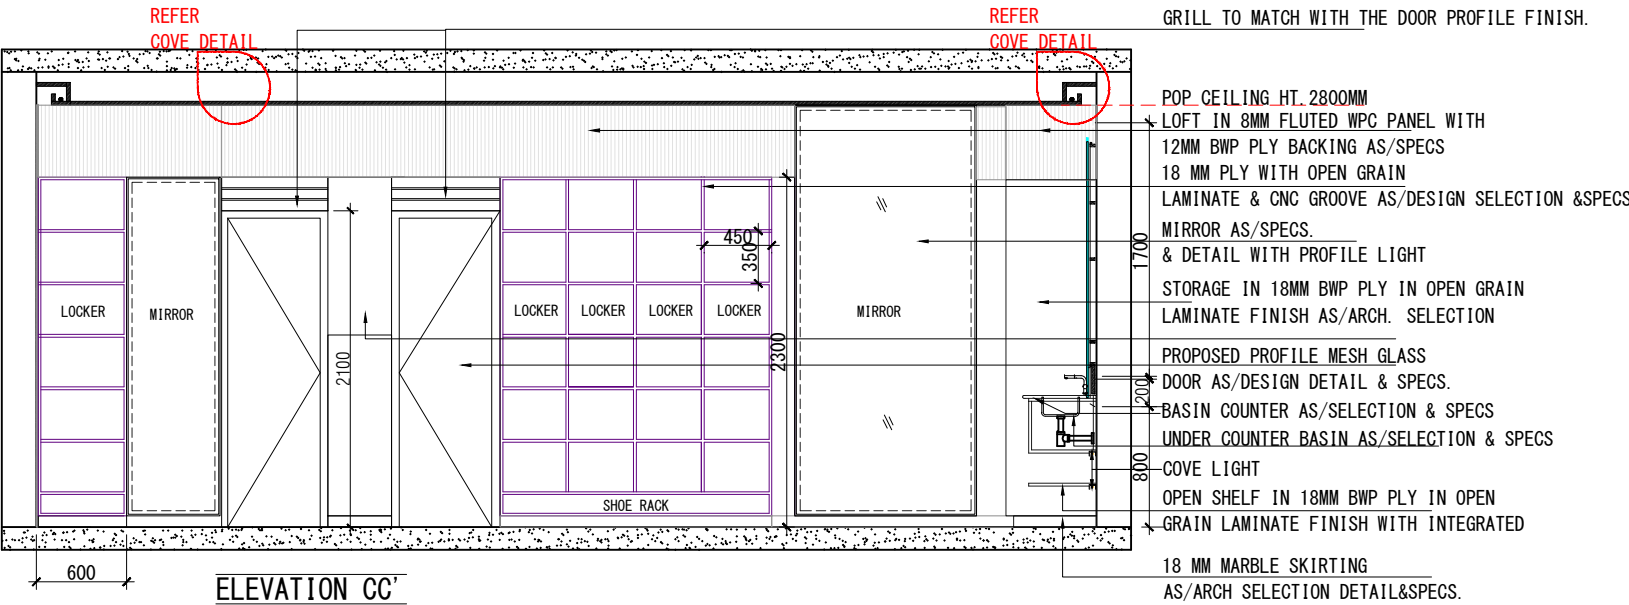 REFER
COVE DETAIL
REFER
COVE DETAIL
GRILL TO MATCH WITH THE DOOR PROFILE FINISH.
POP CEILING HT. 2800MM
LOFT IN 8MM FLUTED WPC PANEL WITH
12MM BWP PLY BACKING AS/SPECS
18 MM PLY WITH OPEN GRAIN
LAMINATE & CNC GROOVE AS/DESIGN SELECTION &SPECS
MIRROR AS/SPECS.
& DETAIL WITH PROFILE LIGHT
STORAGE IN 18MM BWP PLY IN OPEN GRAIN
LAMINATE FINISH AS/ARCH. SELECTION
PROPOSED PROFILE MESH GLASS
DOOR AS/DESIGN DETAIL & SPECS.
BASIN COUNTER AS/SELECTION & SPECS
UNDER COUNTER BASIN AS/SELECTION & SPECS
COVE LIGHT
OPEN SHELF IN 18MM BWP PLY IN OPEN
GRAIN LAMINATE FINISH WITH INTEGRATED
18 MM MARBLE SKIRTING
AS/ARCH SELECTION DETAIL&SPECS.
450
350
1700
LOCKER
MIRROR
LOCKER
LOCKER
LOCKER
LOCKER
MIRROR
2100
2300
200
800
SHOE RACK
600
ELEVATION CC'